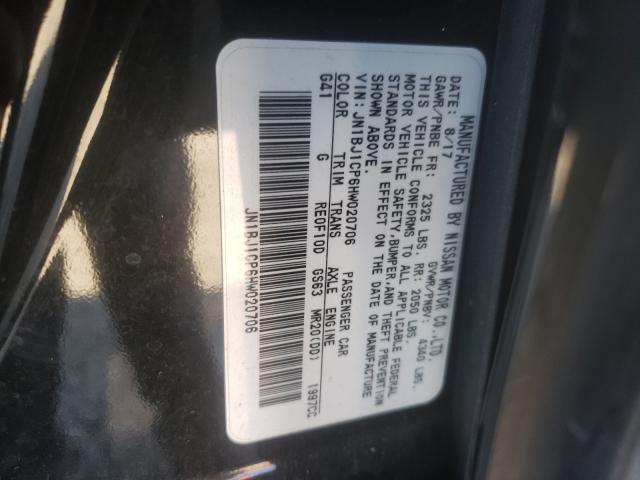 MANUFACTURED BY NISSAN MOTOR CO.,LTD.
DATE: 8/17 GVWR/PNBV: 4340 LBS.
GAWR/PNBE FR: 2325 LBS. RR: 2050 LBS.
THIS VEHICLE CONFORMS TO ALL APPLICABLE FEDERAL
MOTOR VEHICLE SAFETY,BUMPER,AND THEFT PREVENTION
STANDARDS IN EFFECT ON THE DATE OF MANUFACTURE
SHOWN ABOVE.
VIN: JN1BJ1CP6HW020706 PASSENGER CAR
COLOR TRIM TRANS AXLE ENGINE
G41 G RE0F10D GS63 MR20(DD) 1997CC
JN1BJ1CP6HW020706